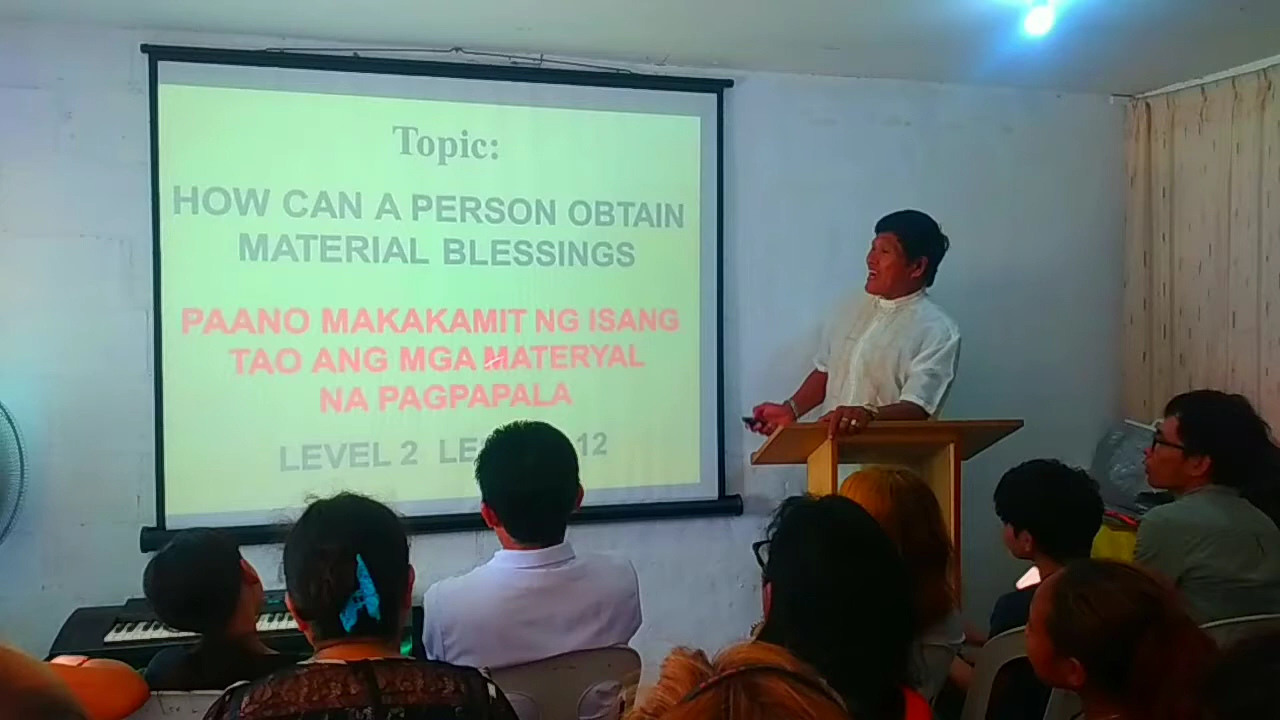 Topic:
HOW CAN A PERSON OBTAIN
MATERIAL BLESSINGS
PAANO MAKAKAMIT NG ISANG
TAO ANG MGA MATERYAL
NA PAGPAPALA
LEVEL 2 12